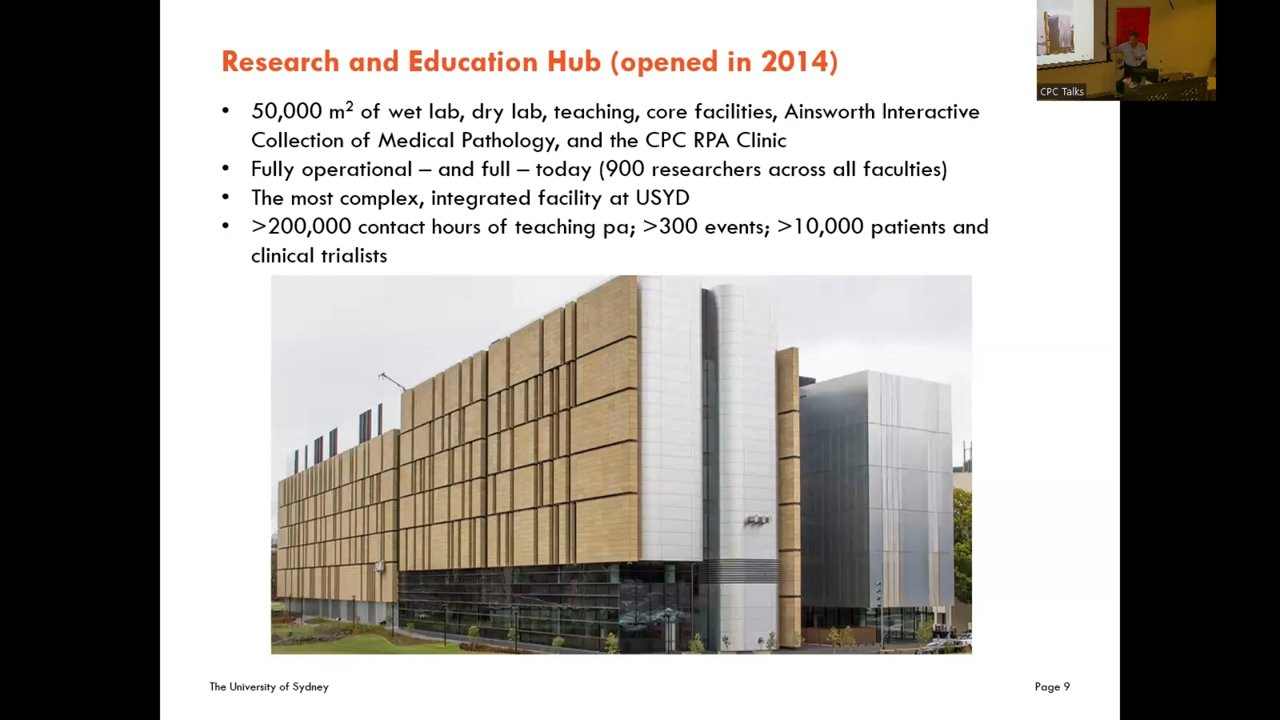 Research and Education Hub (opened in 2014)
• 50,000 m² of wet lab, dry lab, teaching, core facilities, Ainsworth Interactive
Collection of Medical Pathology, and the CPC RPA Clinic
• Fully operational – and full – today (900 researchers across all faculties)
• The most complex, integrated facility at USYD
• >200,000 contact hours of teaching pa; >300 events; >10,000 patients and
clinical trialists
CPC Talks
The University of Sydney
Page 9